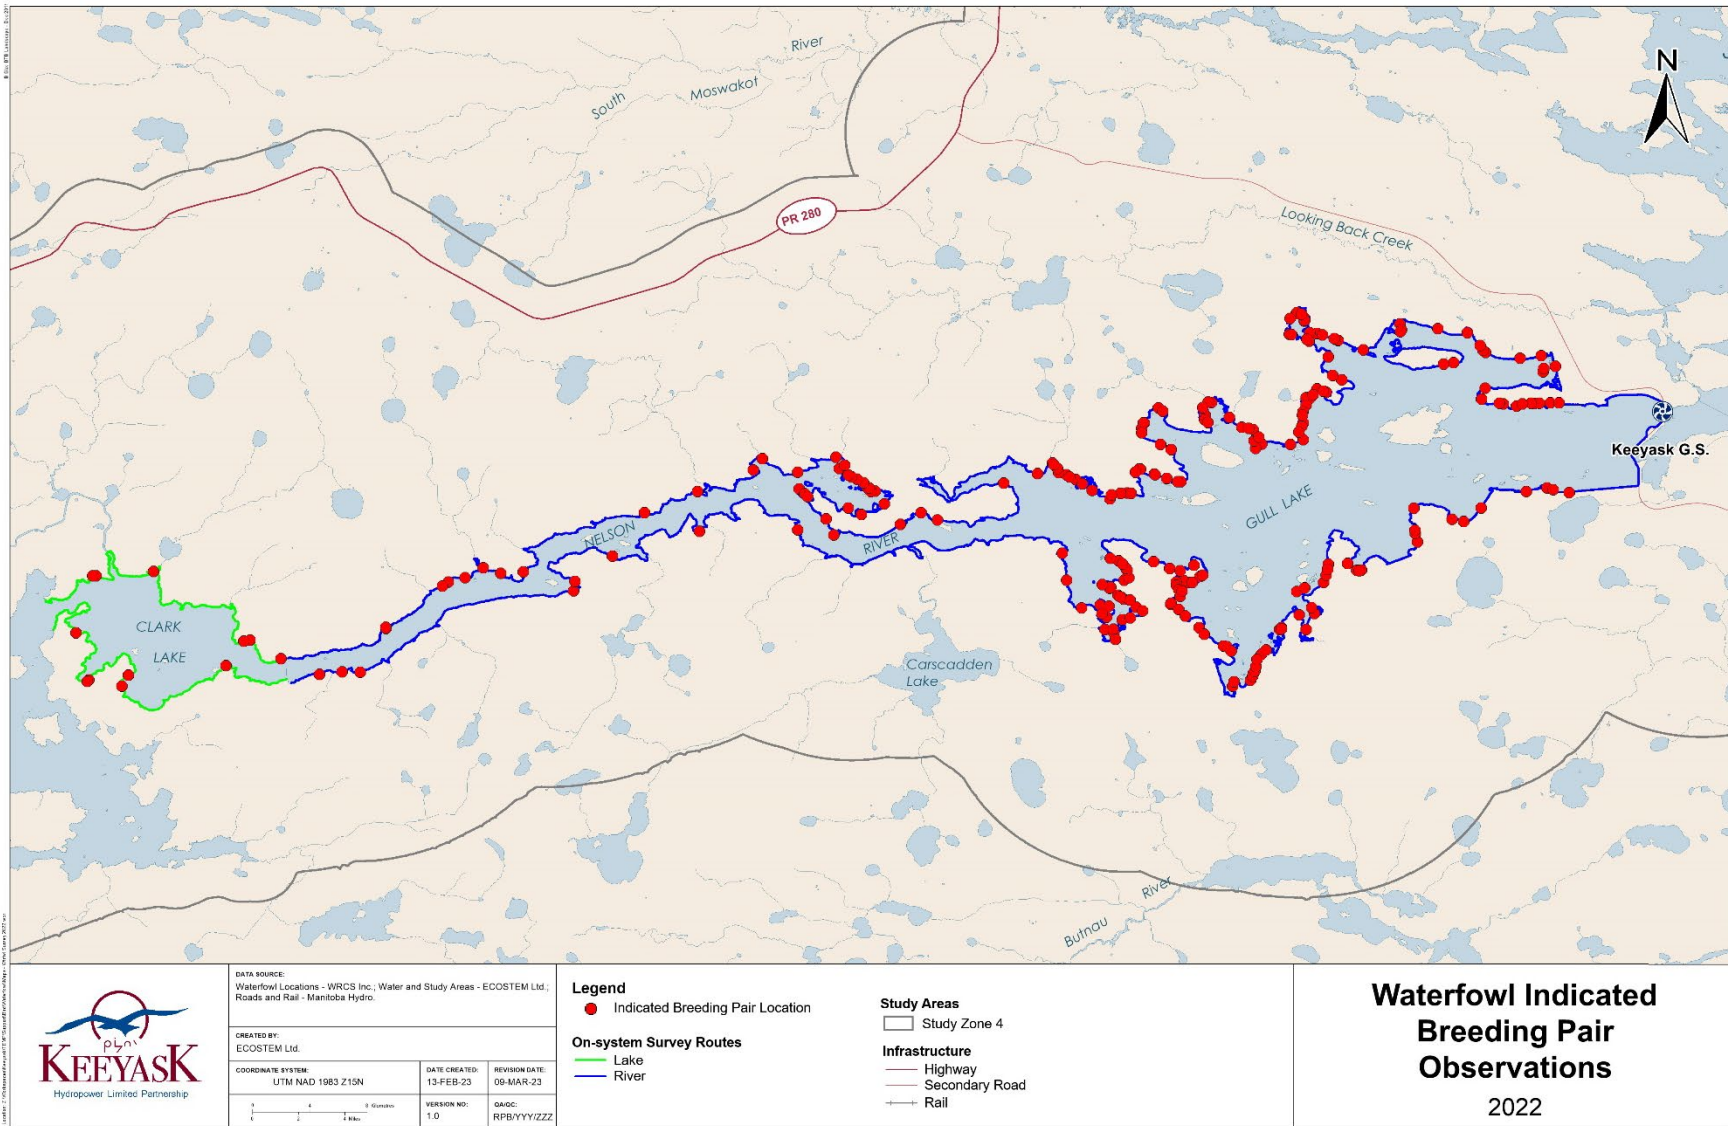 River
Moswakot
South
N
PR 280
Looking Back Creek
Keeyask G.S.
GULL LAKE
NELSON
RIVER
CLARK
LAKE
Carscadden
Lake
River
Butnau
KEEYASK
Hydropower Limited Partnership
DATA SOURCE:
Waterfowl Locations - WRCS Inc.; Water and Study Areas - ECOSTEM Ltd.;
Roads and Rail - Manitoba Hydro.
CREATED BY:
ECOSTEM Ltd.
COORDINATE SYSTEM:
UTM NAD 1983 Z15N
DATE CREATED:
13-FEB-23
REVISION DATE:
09-MAR-23
VERSION NO:
1.0
QA/QC:
RPB/YYY/ZZZ
Legend
Indicated Breeding Pair Location
On-system Survey Routes
Lake
River
Study Areas
Study Zone 4
Infrastructure
Highway
Secondary Road
Rail
Waterfowl Indicated
Breeding Pair
Observations
2022